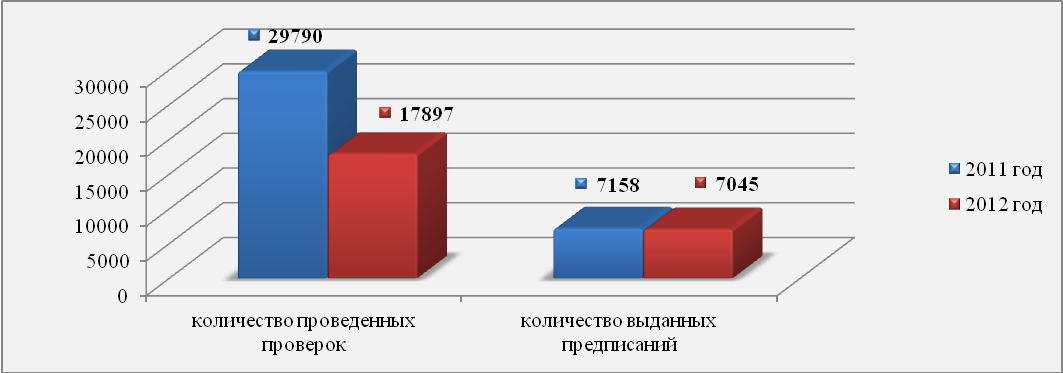 29790
17897
7158
7045
30000
25000
20000
15000
10000
5000
0
количество проведенных
проверок
количество выданных
предписаний
2011 год
2012 год